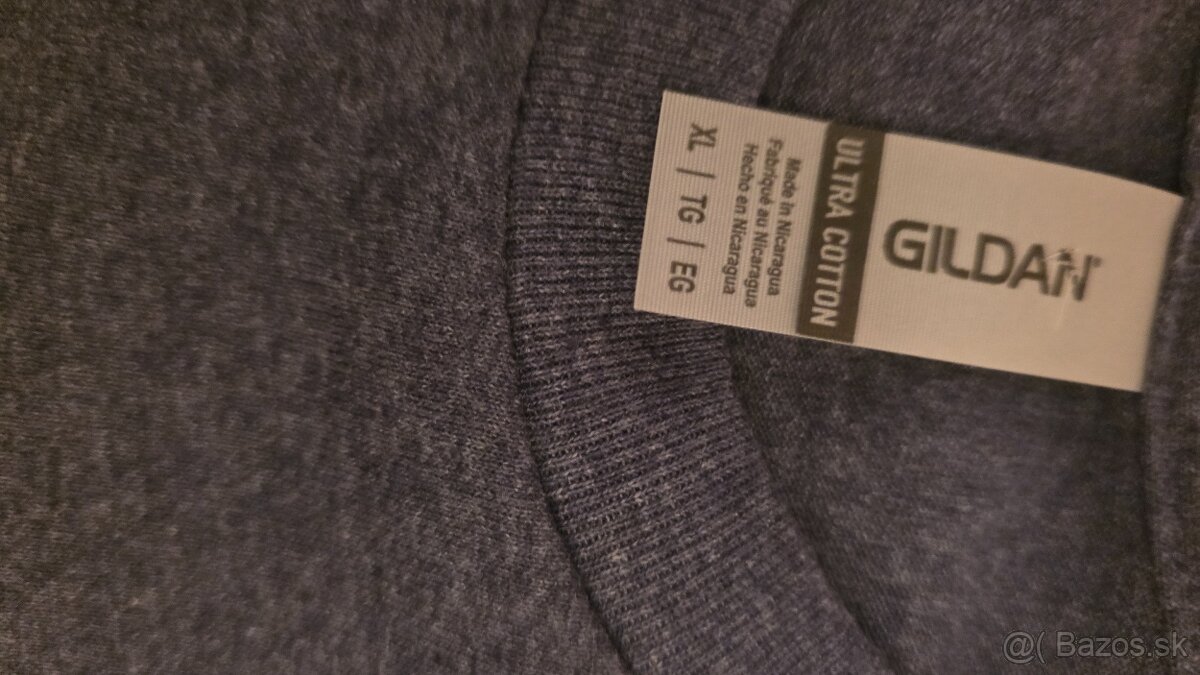 GILDAN®
ULTRA COTTON
Made in Nicaragua
Fabriqué au Nicaragua
Hecho en Nicaragua
XL | TG | EG
@( Bazos.sk